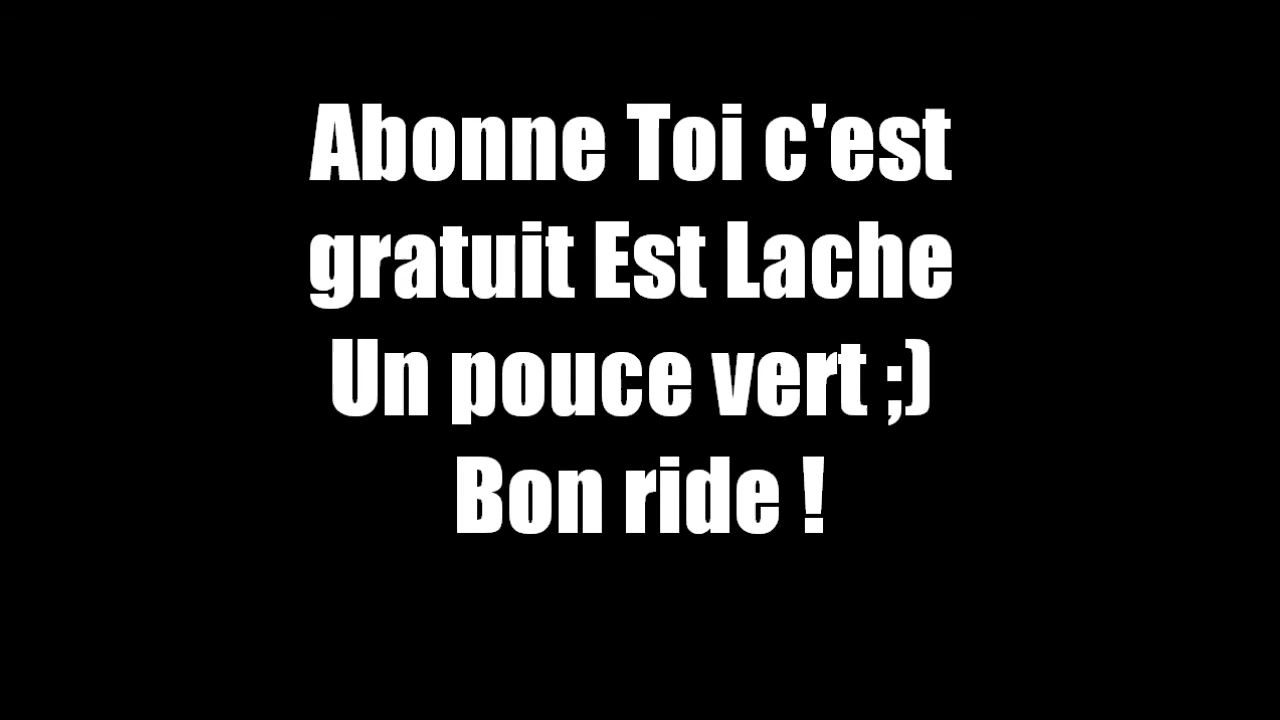 Abonne Toi c'est
gratuit Est Lache
Un pouce vert ;)
Bon ride !